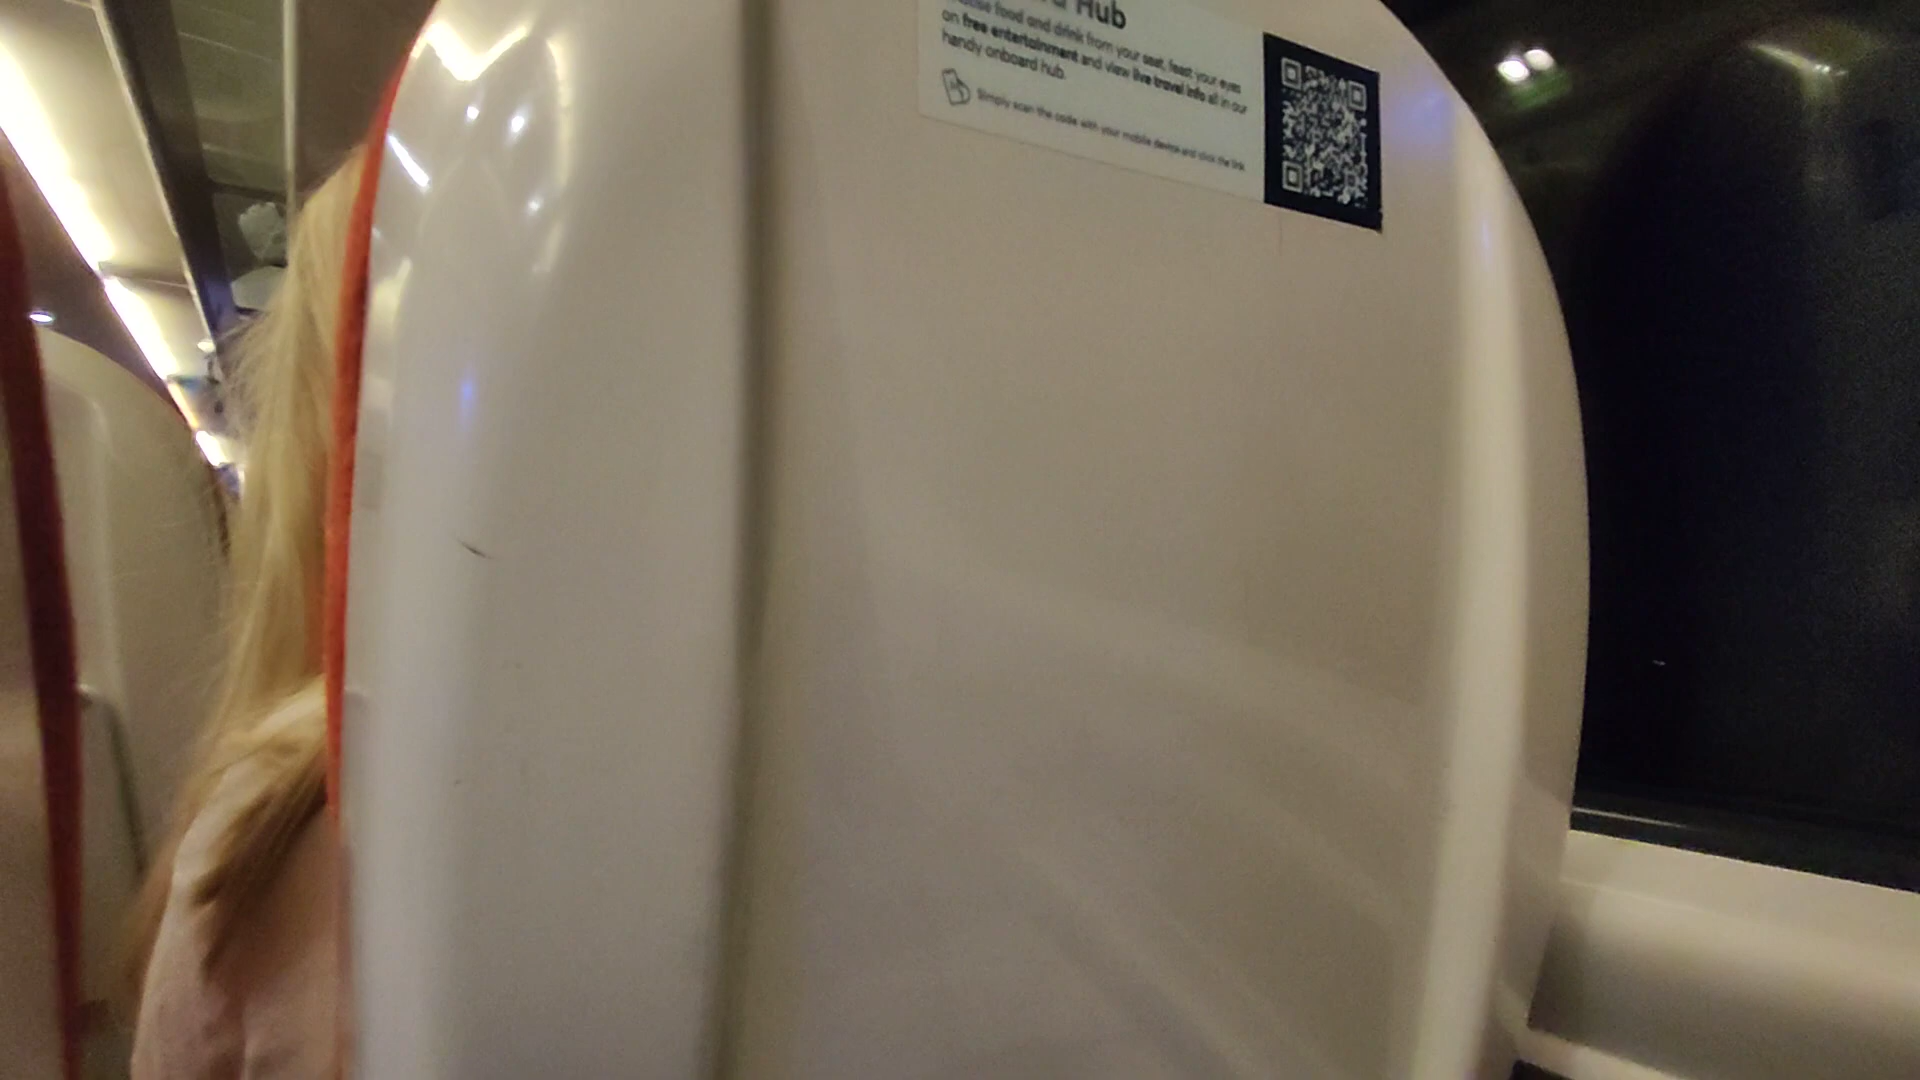 Hub
food and drink from your seat, feast your eyes
on free entertainment and view live travel info all in our
handy onboard hub.
Simply scan the code with your mobile device and click the link